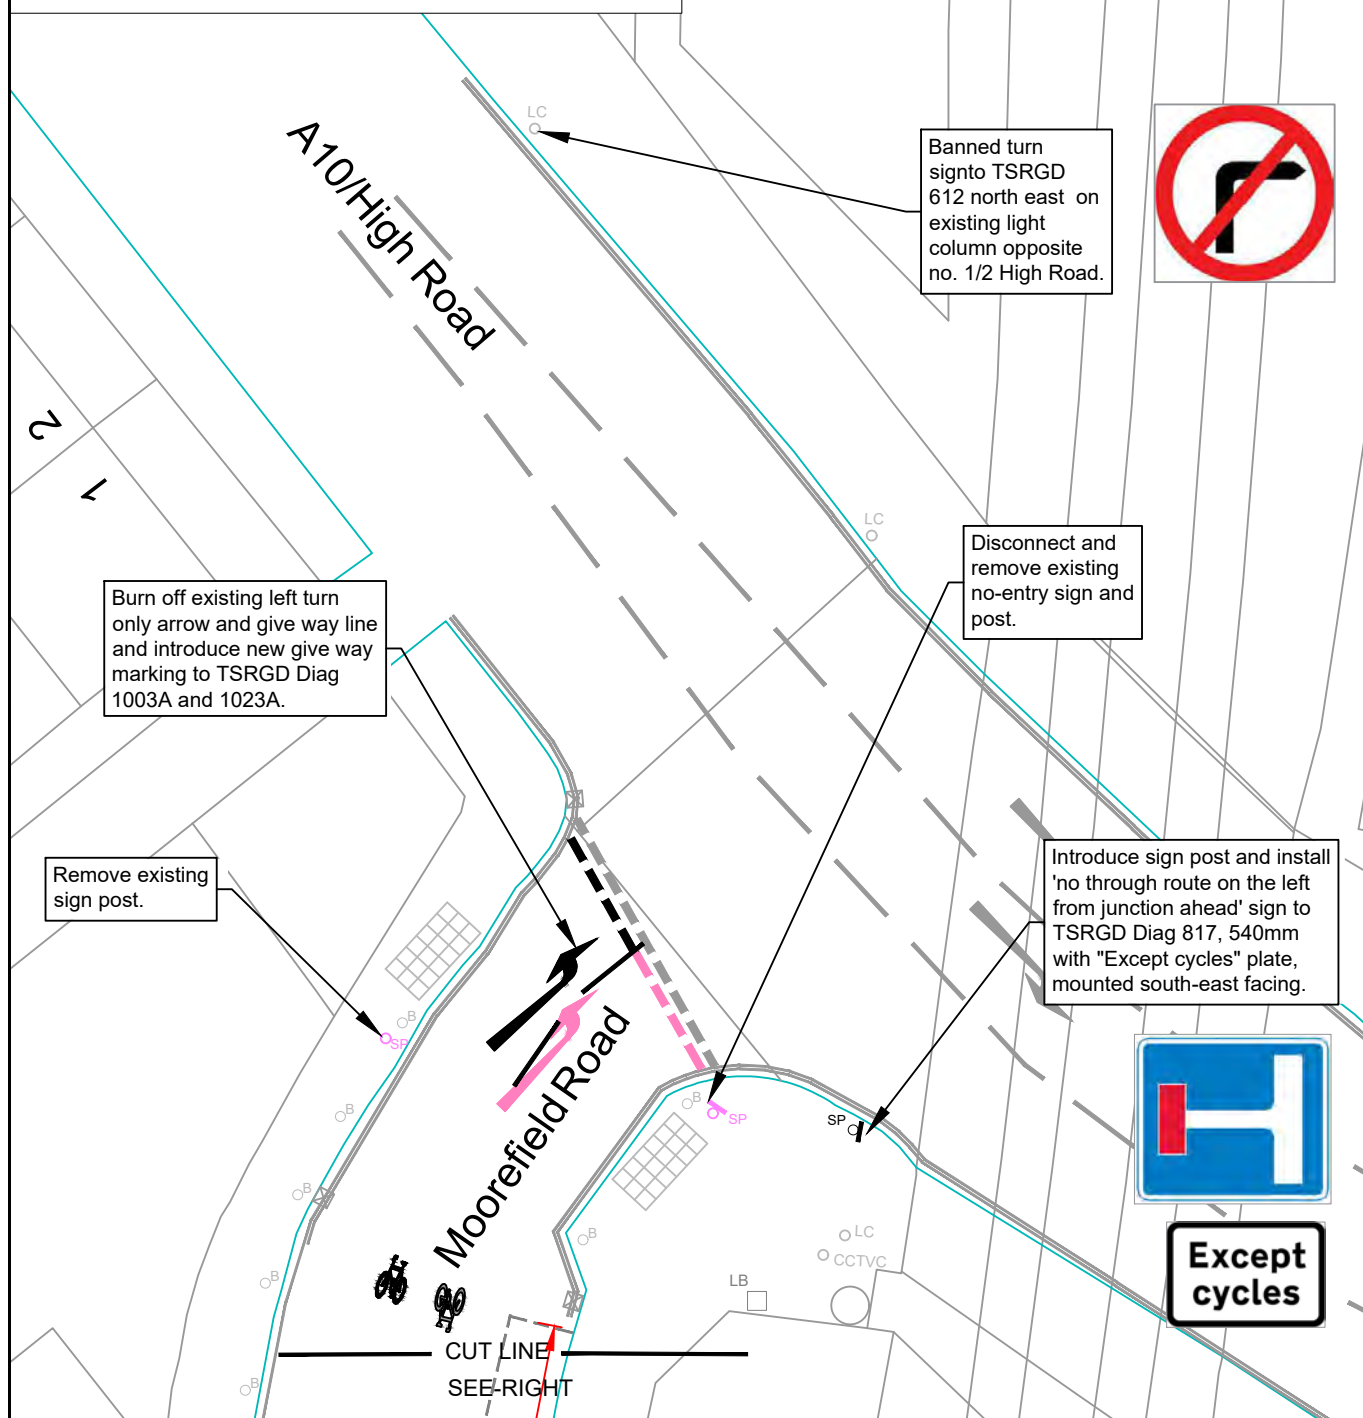 LC
A10/High Road
Banned turn
signto TSRGD
612 north east on
existing light
column opposite
no. 1/2 High Road.
2
1
LC
Disconnect and
remove existing
no-entry sign and
post.
Burn off existing left turn
only arrow and give way line
and introduce new give way
marking to TSRGD Diag
1003A and 1023A.
Remove existing
sign post.
Introduce sign post and install
'no through route on the left
from junction ahead' sign to
TSRGD Diag 817, 540mm
with "Except cycles" plate,
mounted south-east facing.
B
SP
Moorefield Road
B
B
SP
SP
B
B
LC
CCTVC
B
LB
Except
cycles
CUT LINE
SEE-RIGHT
B